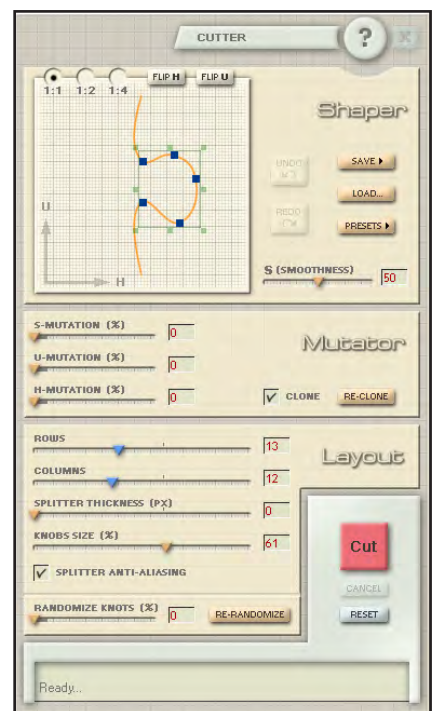 CUTTER
?
X
1:1 1:2 1:4 FLIP H FLIP U
Shaper
UNDO SAVE
LOAD...
REDO
PRESETS
U
H
S (SMOOTHNESS) 50
S-MUTATION (%) 0
U-MUTATION (%) 0
H-MUTATION (%) 0
Mutator
CLONE RE-CLONE
ROWS 13
COLUMNS 12
Layout
SPLITTER THICKNESS (PX) 0
KNOBS SIZE (%) 61
SPLITTER ANTI-ALIASING
RANDOMIZE KNOTS (%) 0 RE-RANDOMIZE
Cut
CANCEL
RESET
Ready...